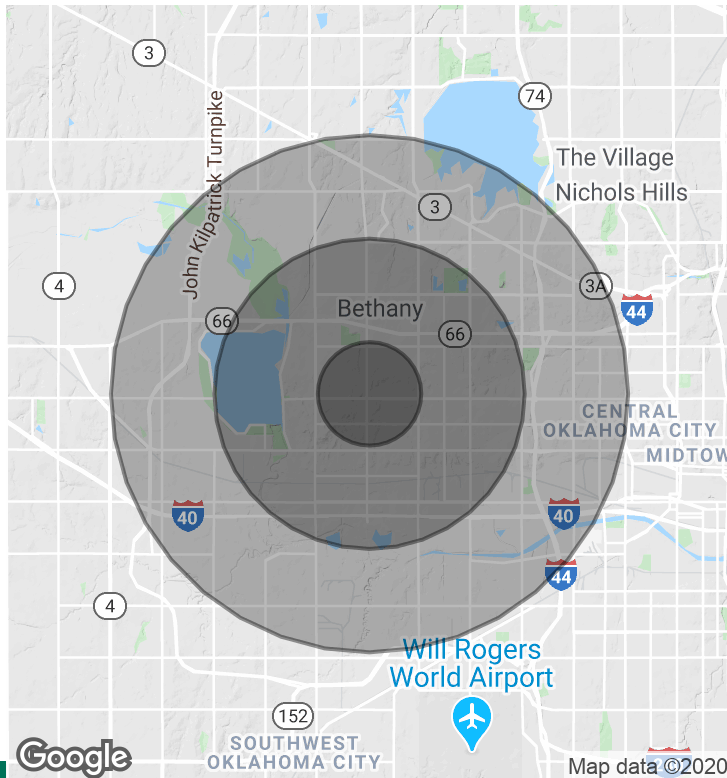 3
74
John Kilpatrick Turnpike
The Village
Nichols Hills
3
4
3A
44
66
Bethany
66
CENTRAL
OKLAHOMA CITY
MIDTOW
40
40
44
4
Will Rogers
World Airport
152
SOUTHWEST
OKLAHOMA CITY
Google
Map data ©2020